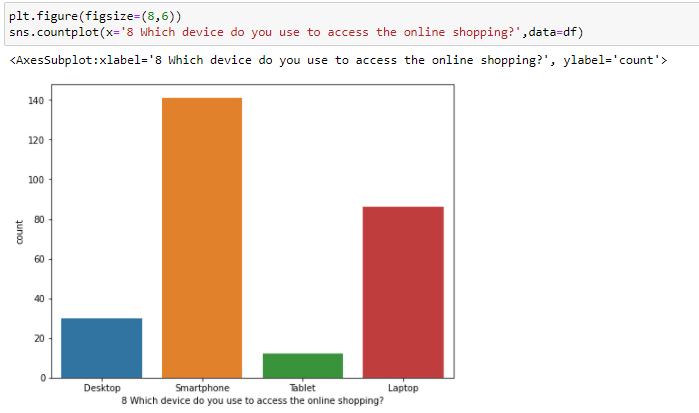 plt.figure(figsize=(8,6))
sns.countplot(x='8 Which device do you use to access the online shopping?',data=df)
<AxesSubplot:xlabel='8 Which device do you use to access the online shopping?', ylabel='count'>
140
120
100
80
60
40
20
0
count
Desktop Smartphone Tablet Laptop
8 Which device do you use to access the online shopping?